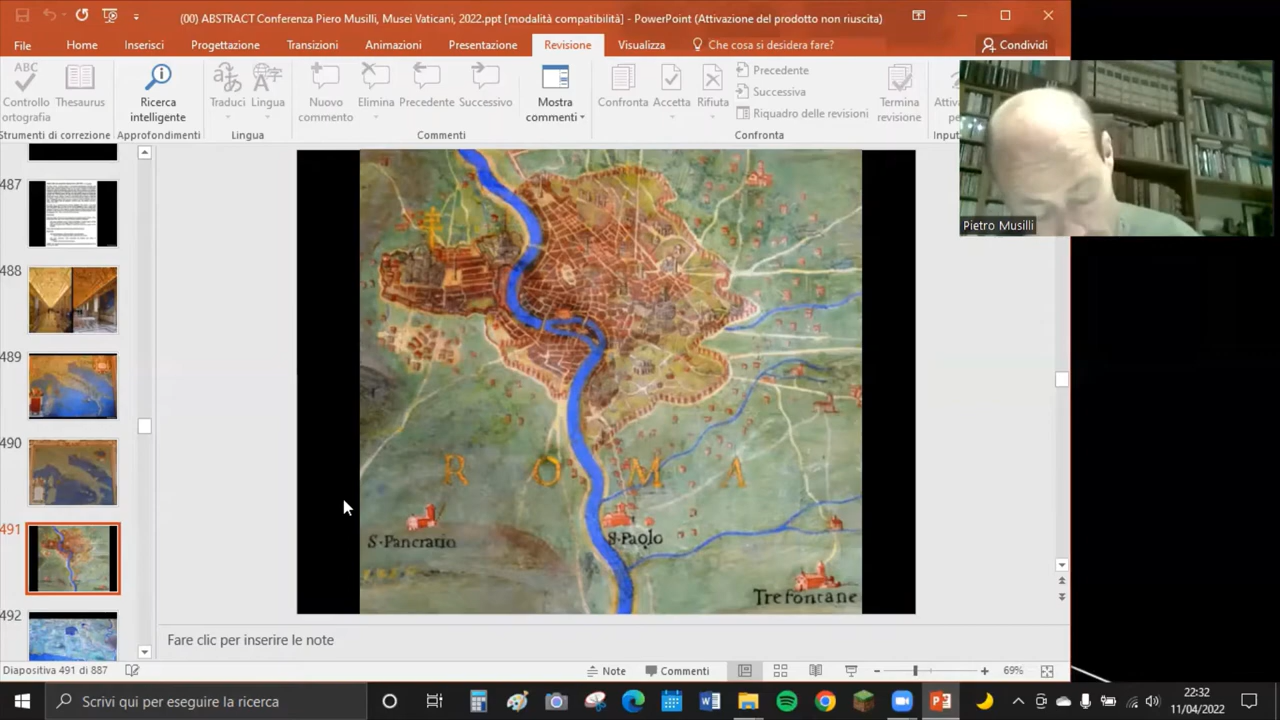 (00) ABSTRACT Conferenza Piero Musilli, Musei Vaticani, 2022.ppt [modalità compatibilità] - PowerPoint (Attivazione del prodotto non riuscita)
File Home Inserisci Progettazione Transizioni Animazioni Presentazione Revisione Visualizza Che cosa si desidera fare? Condividi
ABC
Controllo ortografia
Thesaurus
Ricerca intelligente
Traduci
Lingua
Nuovo commento
Elimina
Precedente
Successivo
Mostra commenti
Confronta
Accetta
Rifiuta
Precedente
Successiva
Riquadro delle revisioni
Termina revisione
Attiva
Strumenti di correzione Approfondimenti Lingua Commenti Confronta
Pietro Musilli
487
488
489
490
491
492
ROMA
S·Pancratio
S·Paolo
Tre fontane
Fare clic per inserire le note
Diapositiva 491 di 887
Note Commenti 69%
Scrivi qui per eseguire la ricerca
22:32
11/04/2022